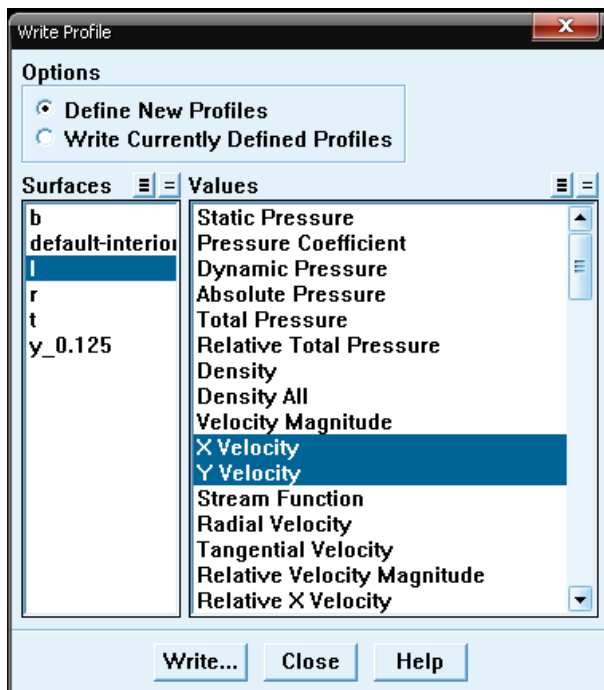 Write Profile
Options
Define New Profiles
Write Currently Defined Profiles
Surfaces
Values
b
default-interior
l
r
t
y_0.125
Static Pressure
Pressure Coefficient
Dynamic Pressure
Absolute Pressure
Total Pressure
Relative Total Pressure
Density
Density All
Velocity Magnitude
X Velocity
Y Velocity
Stream Function
Radial Velocity
Tangential Velocity
Relative Velocity Magnitude
Relative X Velocity
Write...
Close
Help